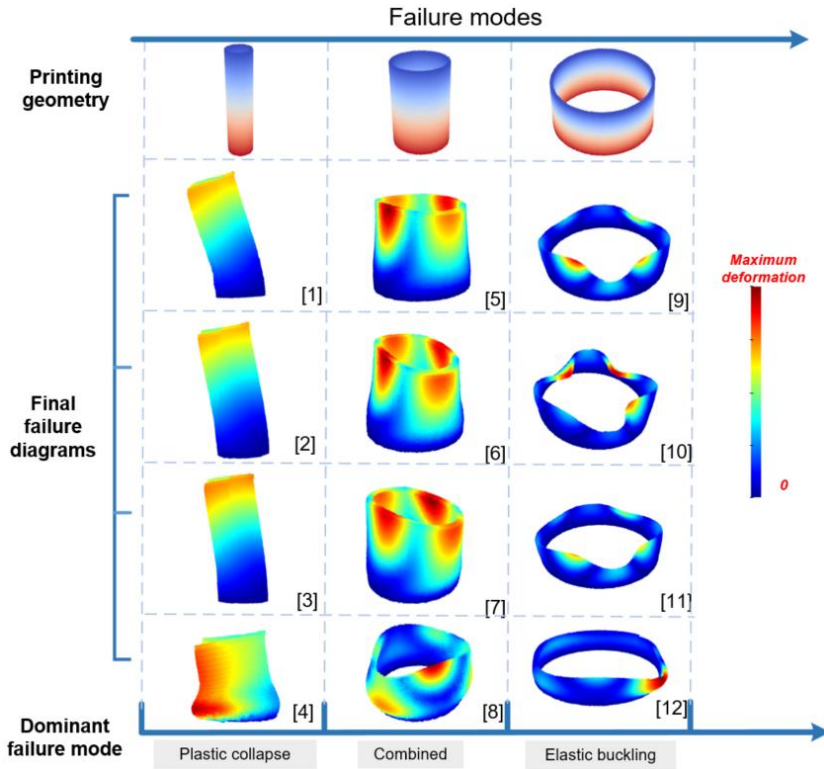 Failure modes
Printing
geometry
[1]
[5]
[9]
Maximum
deformation
[2]
[6]
[10]
Final
failure
diagrams
0
[3]
[7]
[11]
[4]
[8]
[12]
Dominant
failure mode
Plastic collapse
Combined
Elastic buckling